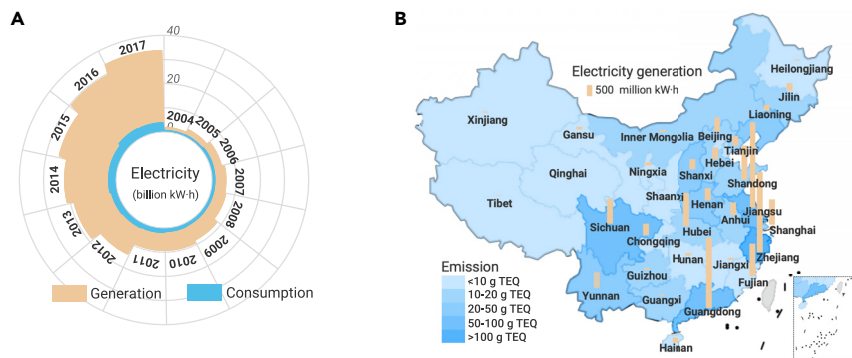 A
40
20
0
2004
2005
2006
2007
2008
2009
2010
2011
2012
2013
2014
2015
2016
2017
Electricity
(billion kW·h)
Generation
Consumption
B
Electricity generation
500 million kW·h
Heilongjiang
Jilin
Liaoning
Xinjiang
Gansu
Inner Mongolia
Beijing
Tianjin
Hebei
Qinghai
Ningxia
Shanxi
Shandong
Tibet
Shaanxi
Henan
Jiangsu
Anhui
Shanghai
Sichuan
Chongqing
Hubei
Zhejiang
Hunan
Jiangxi
Fujian
Guizhou
Yunnan
Guangxi
Guangdong
Hainan
Emission
<10 g TEQ
10-20 g TEQ
20-50 g TEQ
50-100 g TEQ
>100 g TEQ